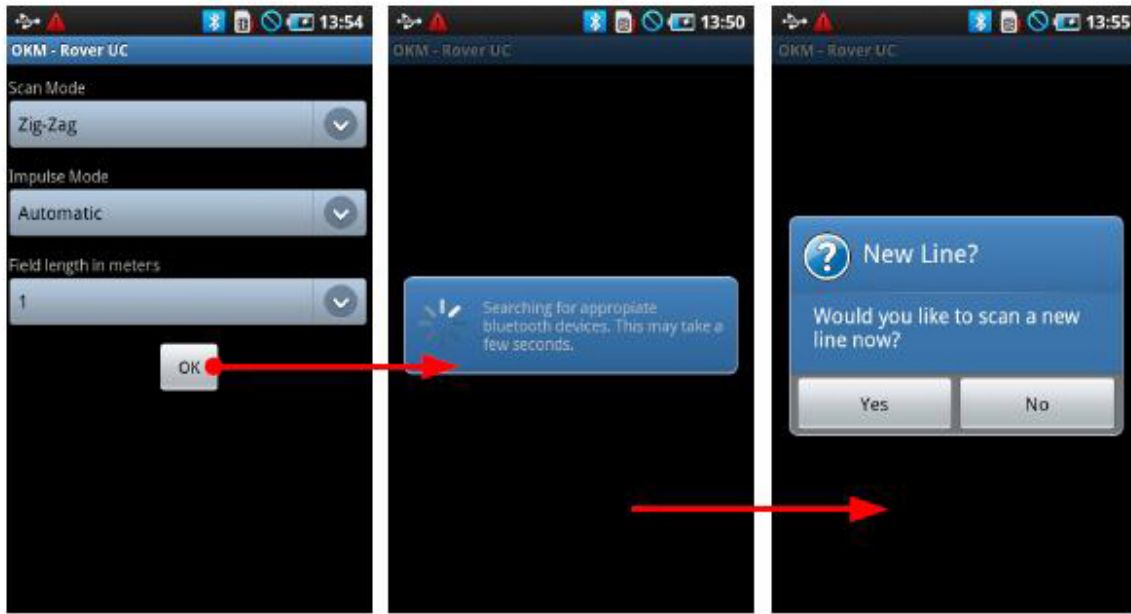 13:54
OKM - Rover UC
Scan Mode
Zig-Zag
Impulse Mode
Automatic
Field length in meters
1
OK
13:50
OKM - Rover UC
Searching for appropiate
bluetooth devices. This may take a
few seconds.
13:55
OKM - Rover UC
New Line?
Would you like to scan a new
line now?
Yes
No